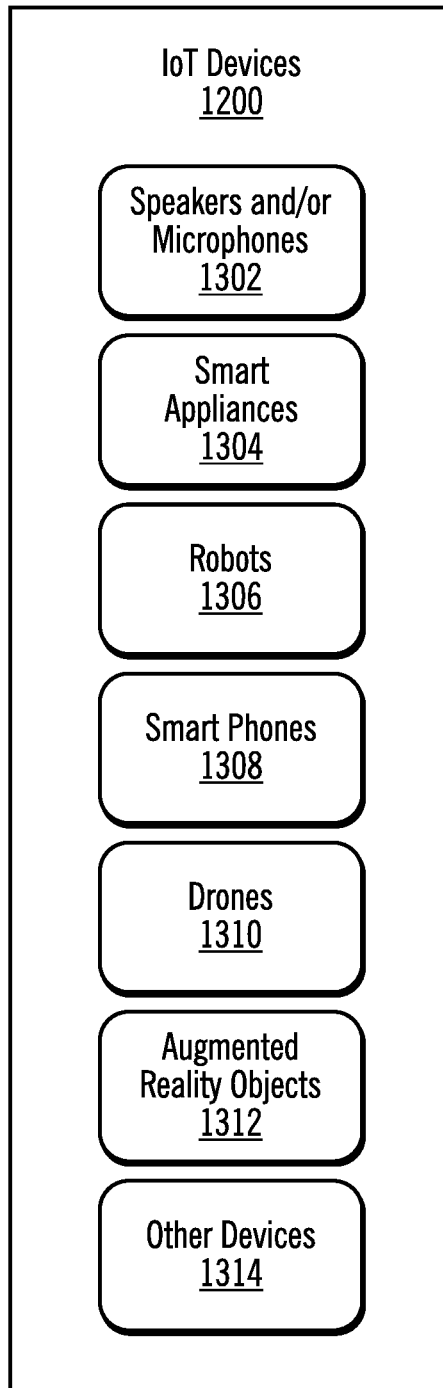 IoT Devices
1200
Speakers and/or
Microphones
1302
Smart
Appliances
1304
Robots
1306
Smart Phones
1308
Drones
1310
Augmented
Reality Objects
1312
Other Devices
1314